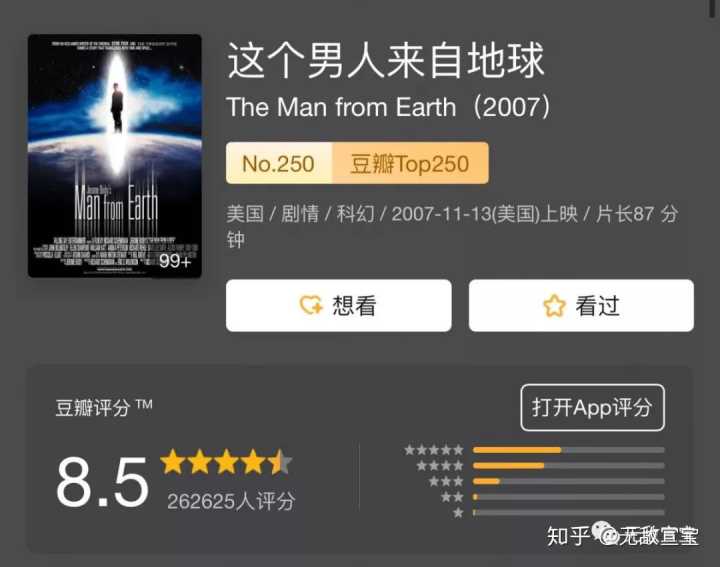 这个男人来自地球
The Man from Earth（2007）
No.250 豆瓣Top250
美国 / 剧情 / 科幻 / 2007-11-13(美国)上映 / 片长87 分
钟
Jerome Bixby's
Man from Earth
99+
想看 看过
豆瓣评分™
打开App评分
8.5
262625人评分
知乎 @无敌宣宝